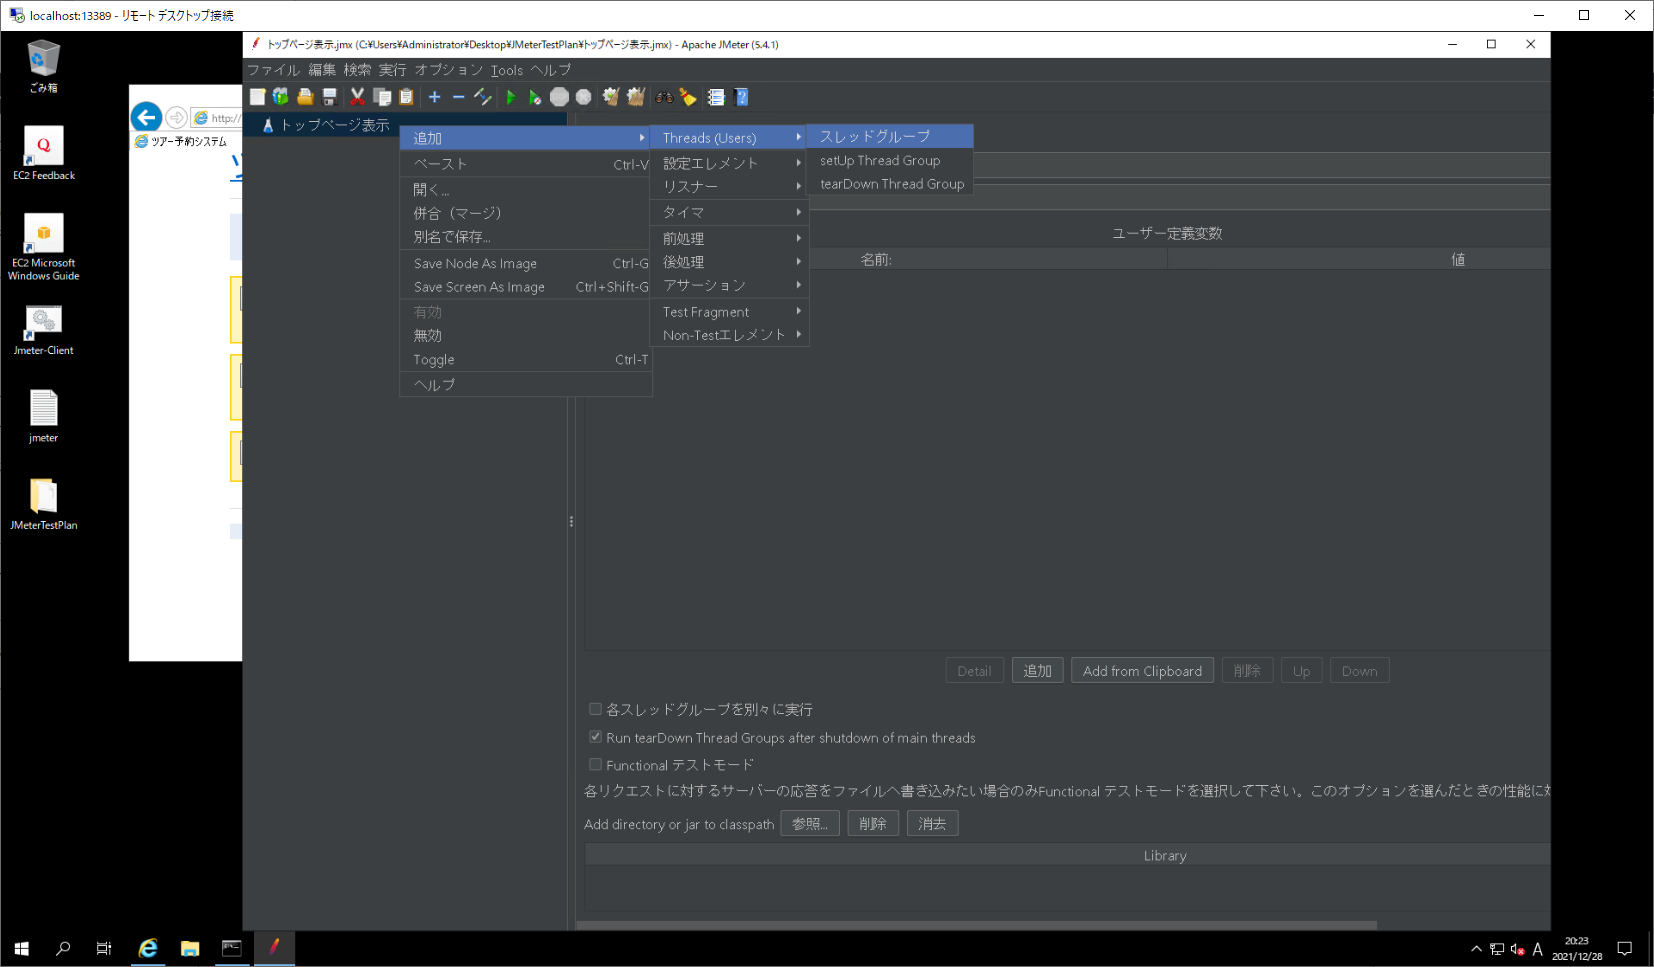 localhost:13389 - リモート デスクトップ接続
ごみ箱
EC2 Feedback
EC2 Microsoft
Windows Guide
Jmeter-Client
jmeter
JMeterTestPlan
http://
ツアー予約システム
トップページ表示.jmx (C:¥Users¥Administrator¥Desktop¥JMeterTestPlan¥トップページ表示.jmx) - Apache JMeter (5.4.1)
ファイル 編集 検索 実行 オプション Tools ヘルプ
トップページ表示
追加
ペースト Ctrl-V
開く...
併合（マージ）
別名で保存...
Save Node As Image Ctrl-G
Save Screen As Image Ctrl+Shift-G
有効
無効
Toggle Ctrl-T
ヘルプ
Threads (Users)
設定エレメント
リスナー
タイマ
前処理
後処理
アサーション
Test Fragment
Non-Testエレメント
スレッドグループ
setUp Thread Group
tearDown Thread Group
ユーザー定義変数
名前: 値
Detail 追加 Add from Clipboard 削除 Up Down
各スレッドグループを別々に実行
Run tearDown Thread Groups after shutdown of main threads
Functional テストモード
各リクエストに対するサーバーの応答をファイルへ書き込みたい場合のみFunctional テストモードを選択して下さい。このオプションを選んだときの性能に
Add directory or jar to classpath 参照... 削除 消去
Library
A
20:23
2021/12/28